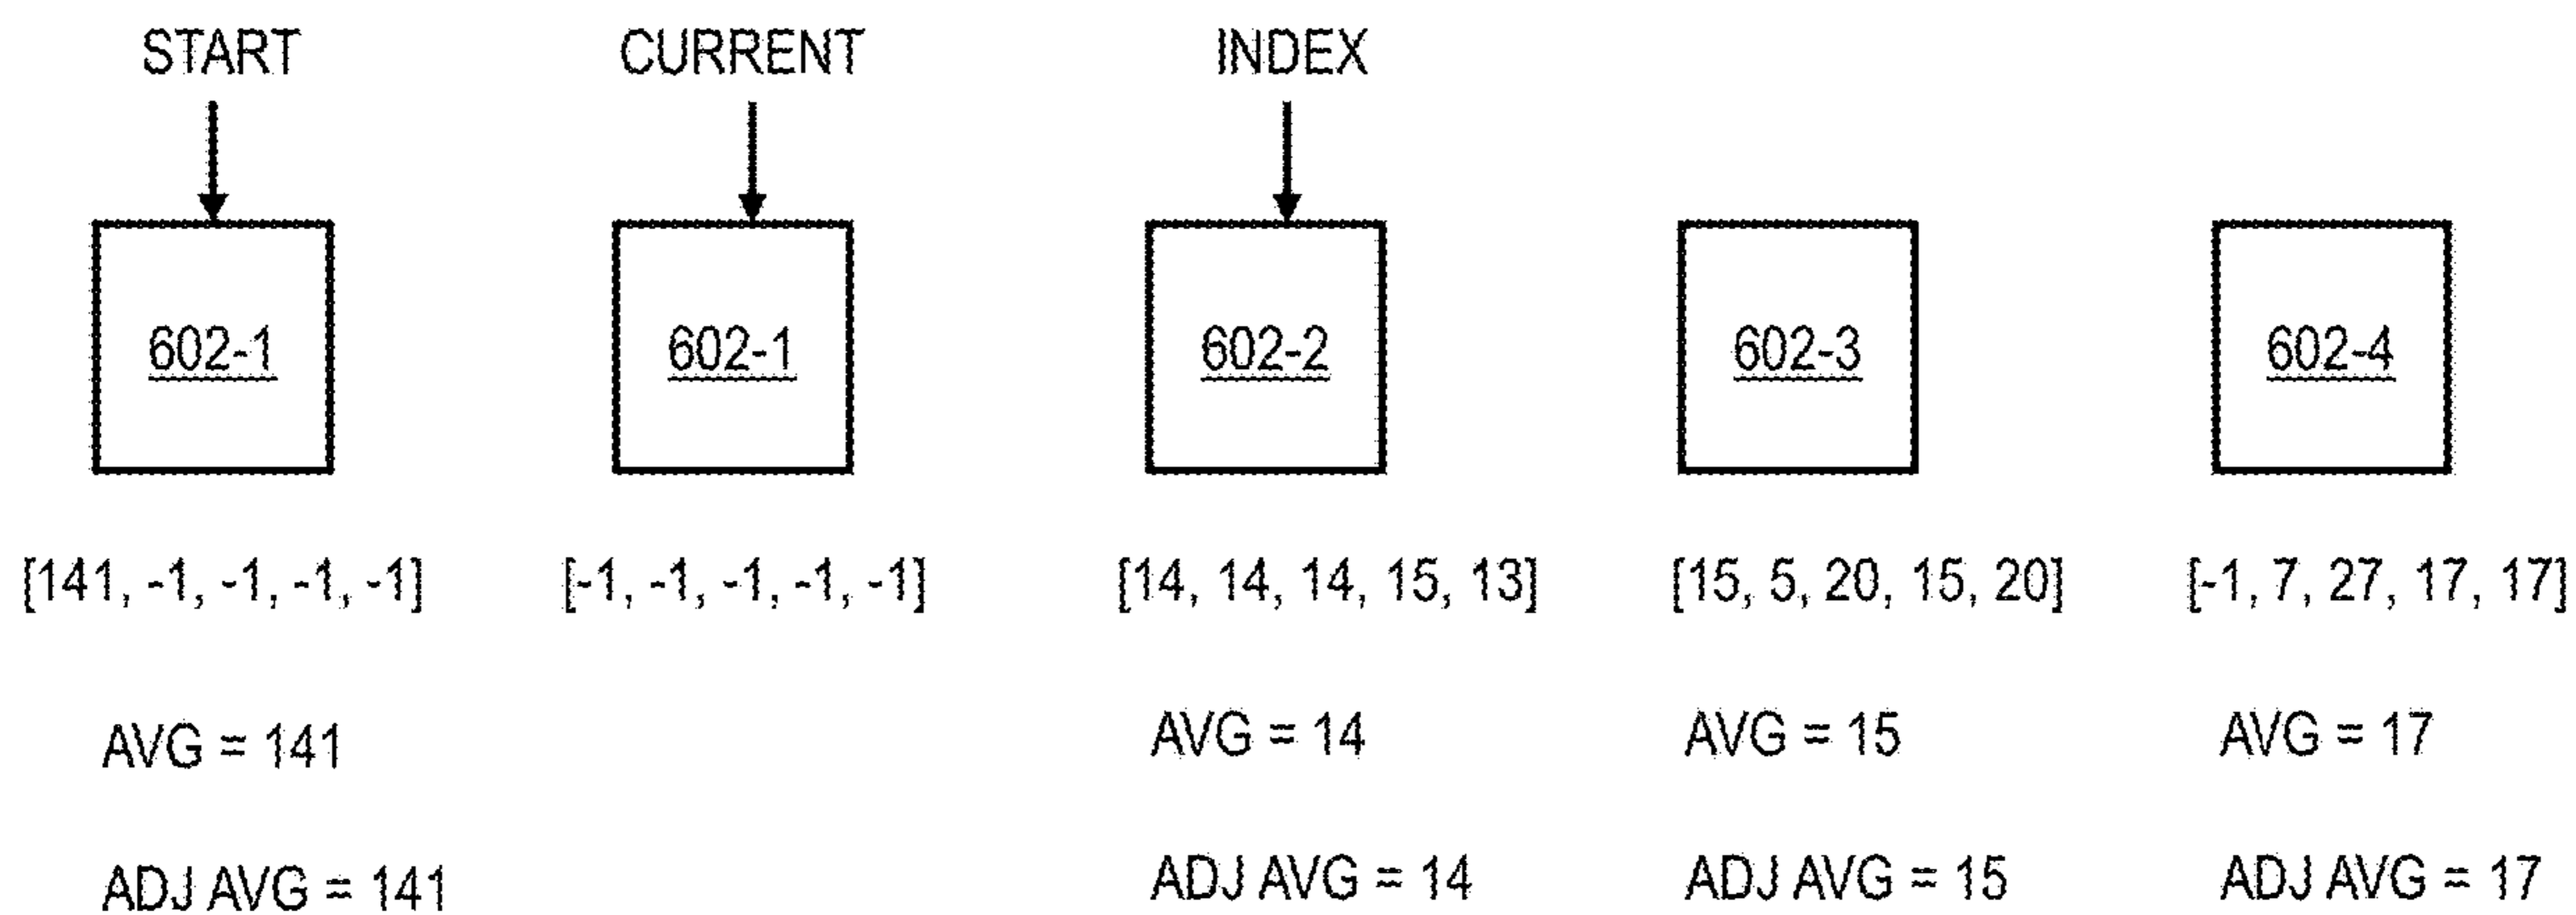 START CURRENT INDEX
602-1 602-1 602-2 602-3 602-4
[141, -1, -1, -1, -1] [-1, -1, -1, -1, -1] [14, 14, 14, 15, 13] [15, 5, 20, 15, 20] [-1, 7, 27, 17, 17]
AVG = 141 AVG = 14 AVG = 15 AVG = 17
ADJ AVG = 141 ADJ AVG = 14 ADJ AVG = 15 ADJ AVG = 17